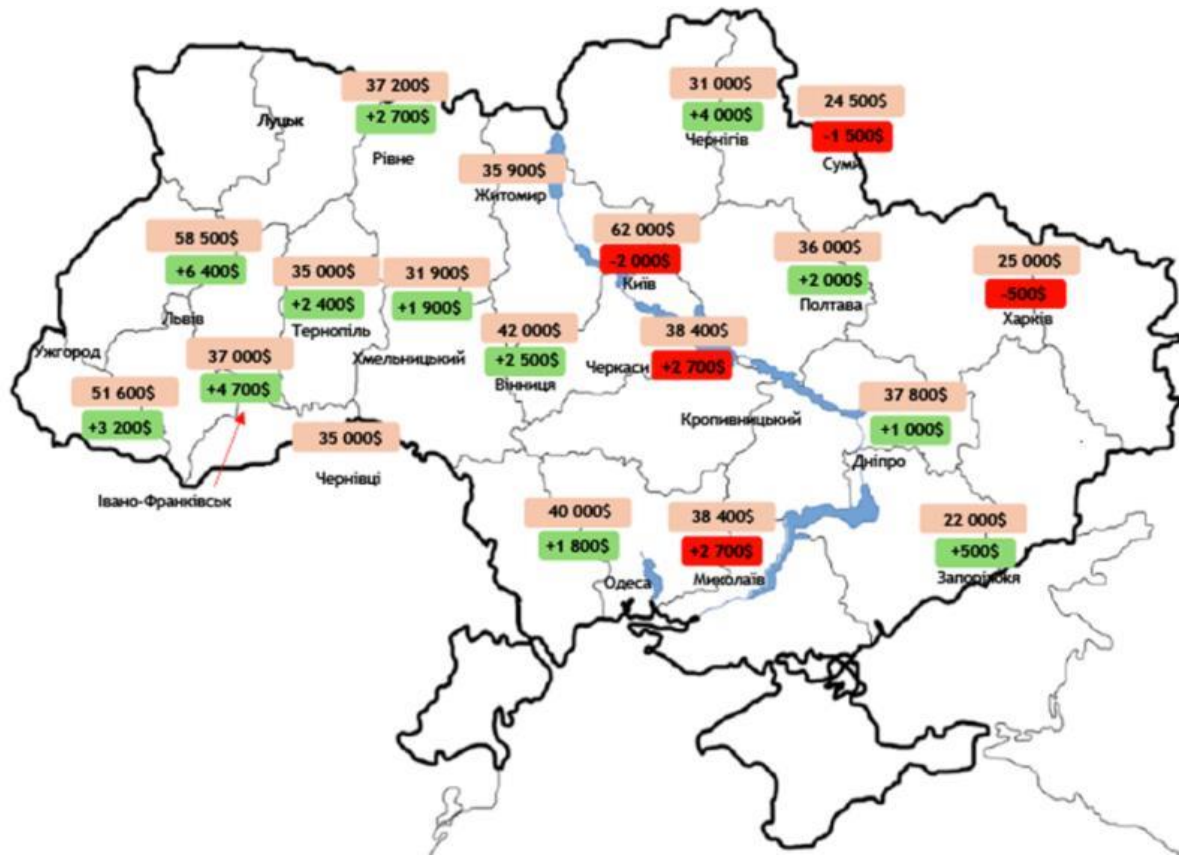 37 200$
+2 700$
Рівне
Луцьк
31 000$
+4 000$
Чернігів
24 500$
-1 500$
Суми
35 900$
Житомир
58 500$
+6 400$
Львів
35 000$
+2 400$
Тернопіль
31 900$
+1 900$
Хмельницький
62 000$
-2 000$
Київ
36 000$
+2 000$
Полтава
25 000$
-500$
Харків
42 000$
+2 500$
Вінниця
38 400$
Черкаси
+2 700$
Ужгород
51 600$
+3 200$
37 000$
+4 700$
Івано-Франківськ
35 000$
Чернівці
Кропивницький
37 800$
+1 000$
Дніпро
40 000$
+1 800$
Одеса
38 400$
+2 700$
Миколаїв
22 000$
+500$
Запоріжжя